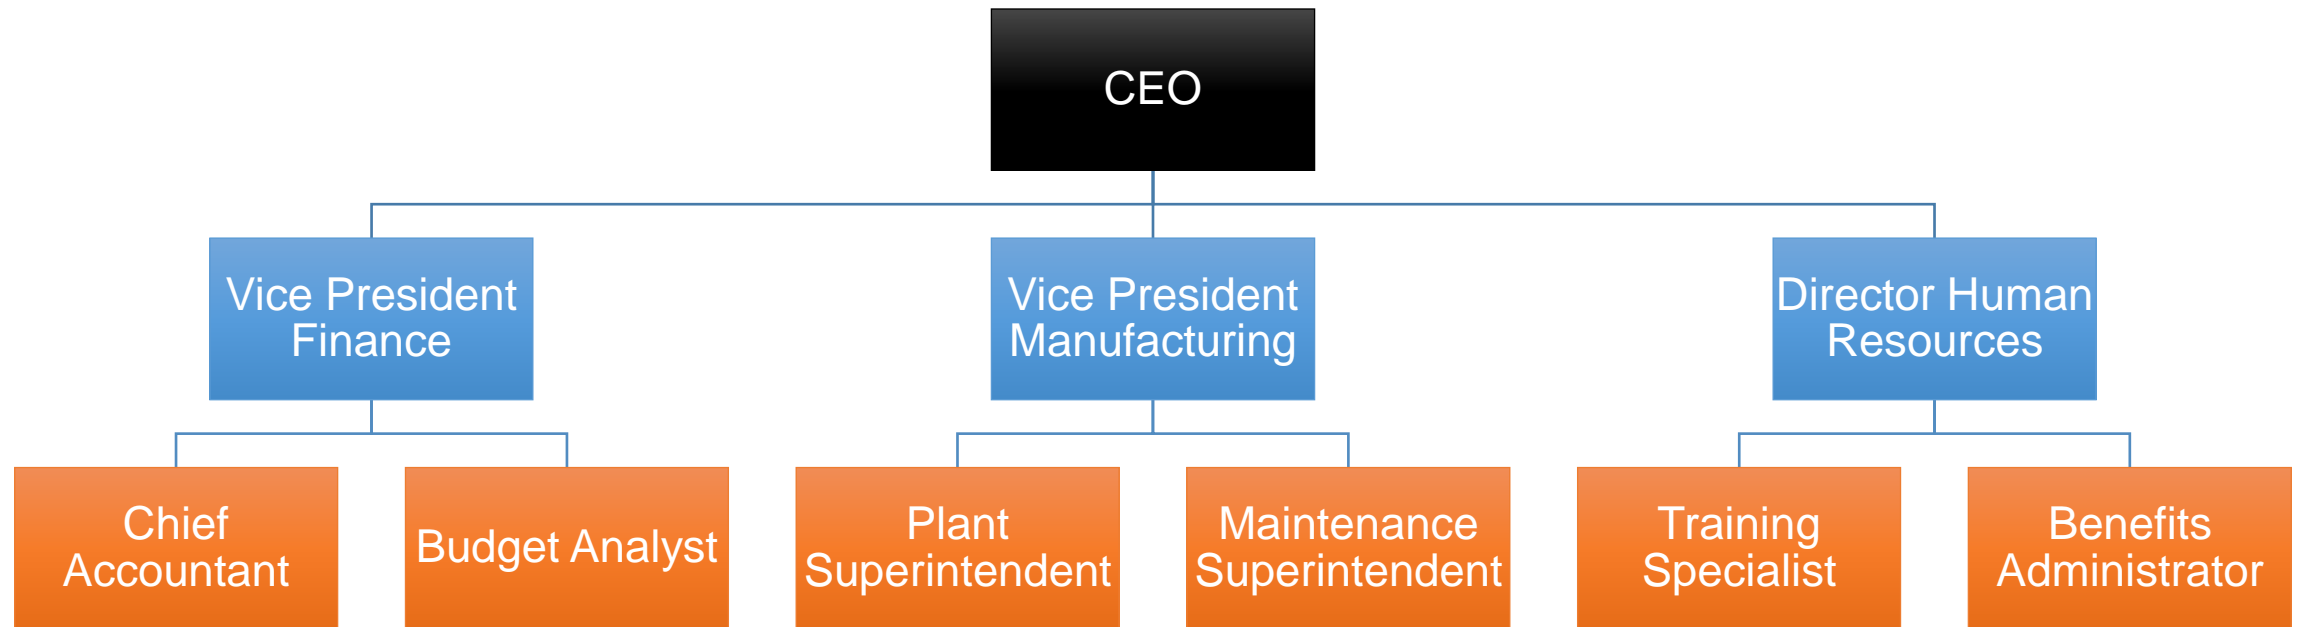 CEO
Vice President
Finance
Vice President
Manufacturing
Director Human
Resources
Chief
Accountant
Budget Analyst
Plant
Superintendent
Maintenance
Superintendent
Training
Specialist
Benefits
Administrator